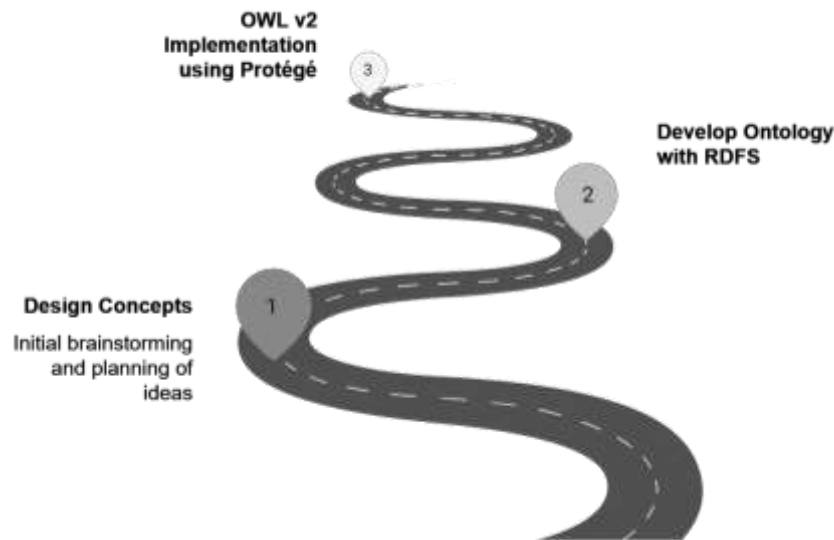 OWL v2
Implementation
using Protégé
3
Develop Ontology
with RDFS
2
1
Design Concepts
Initial brainstorming
and planning of
ideas